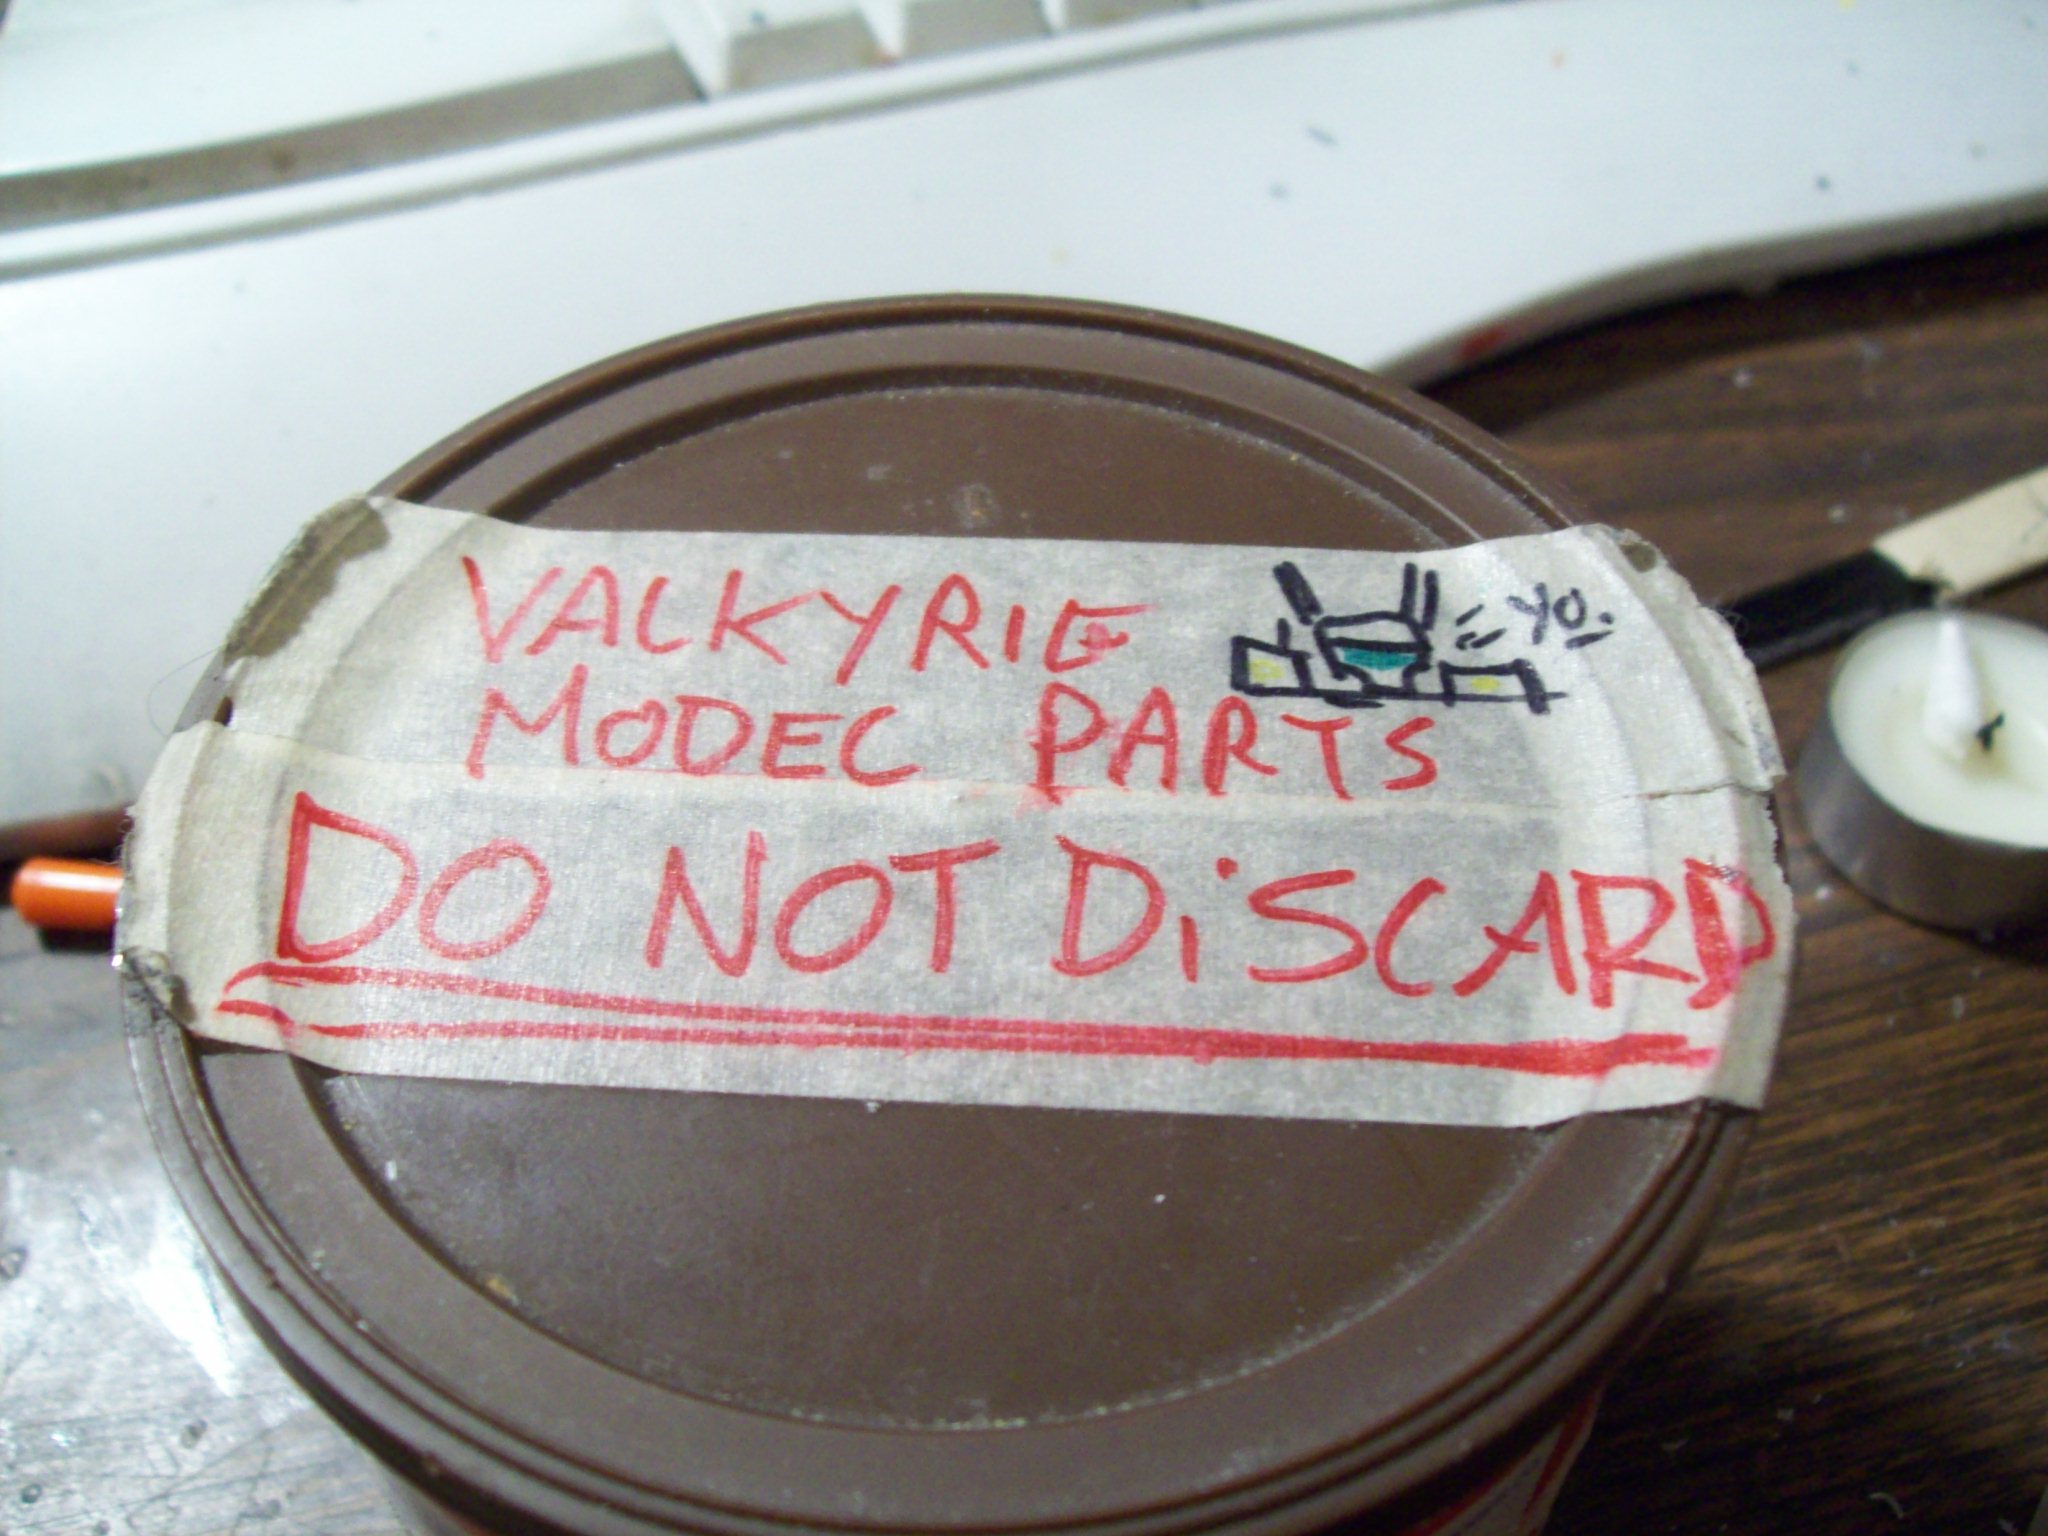 VALKYRIE
YO.
MODEL PARTS
DO NOT DiSCARD